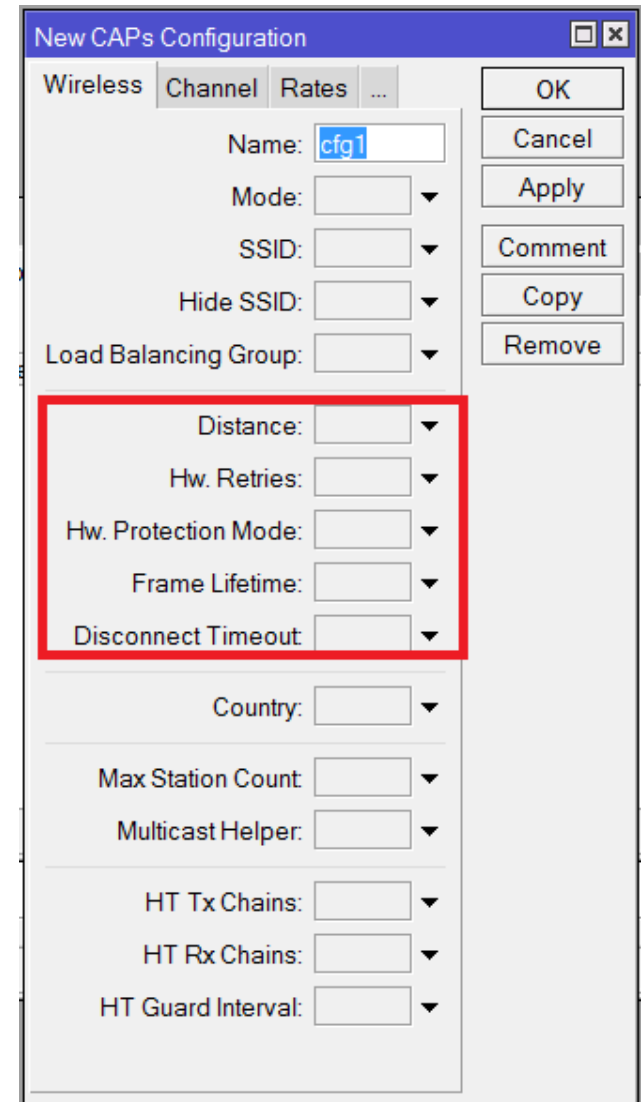 New CAPs Configuration
Wireless Channel Rates ...
Name: cfg1
Mode:
SSID:
Hide SSID:
Load Balancing Group:
Distance:
Hw. Retries:
Hw. Protection Mode:
Frame Lifetime:
Disconnect Timeout:
Country:
Max Station Count:
Multicast Helper:
HT Tx Chains:
HT Rx Chains:
HT Guard Interval:
OK
Cancel
Apply
Comment
Copy
Remove